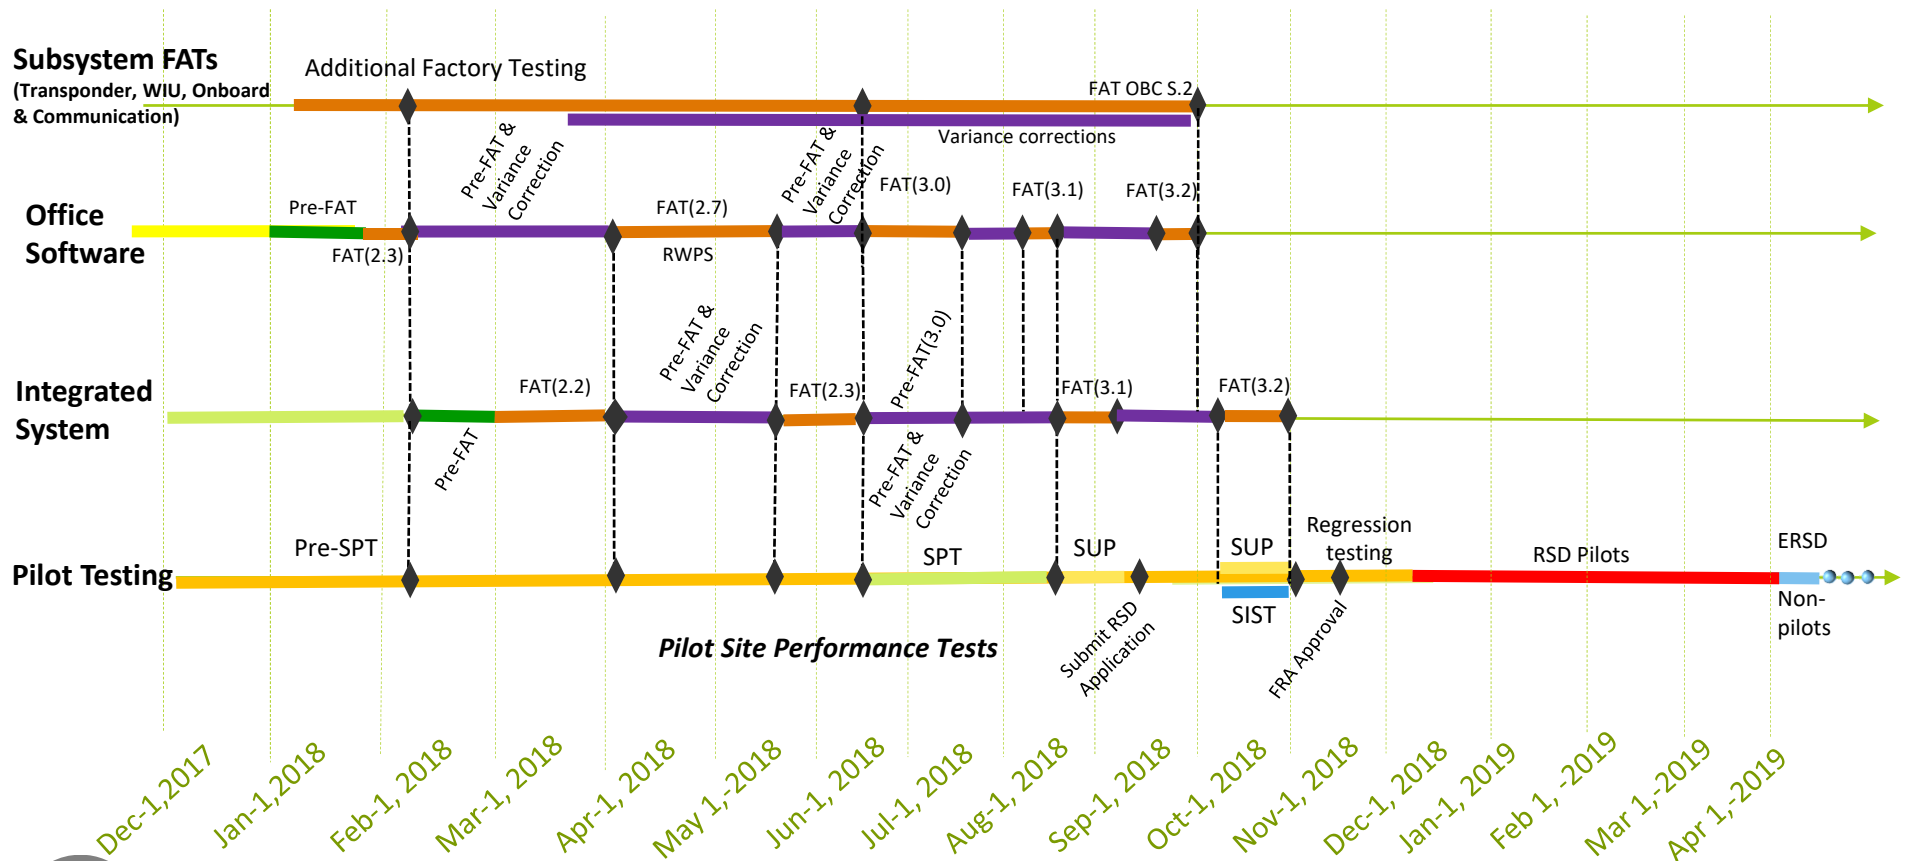 Subsystem FATs
(Transponder, WIU, Onboard
& Communication)
Additional Factory Testing
FAT OBC S.2
Variance corrections
Pre-FAT &
Variance
Correction
Pre-FAT &
Variance
Correction
Office
Software
Pre-FAT
FAT(2.3)
FAT(2.7)
RWPS
FAT(3.0)
FAT(3.1)
FAT(3.2)
Integrated
System
Pre-FAT
FAT(2.2)
Pre-FAT &
Variance
Correction
FAT(2.3)
Pre-FAT(3.0)
Pre-FAT &
Variance
Correction
FAT(3.1)
FAT(3.2)
Pilot Testing
Pre-SPT
SPT
SUP
SUP
SIST
Regression
testing
RSD Pilots
ERSD
Non-
pilots
Submit RSD
Application
FRA Approval
Pilot Site Performance Tests
Dec-1,2017
Jan-1,2018
Feb-1, 2018
Mar-1, 2018
Apr-1, 2018
May 1,-2018
Jun-1, 2018
Jul-1, 2018
Aug-1, 2018
Sep-1, 2018
Oct-1, 2018
Nov-1, 2018
Dec-1, 2018
Jan-1, 2019
Feb 1, -2019
Mar 1,-2019
Apr 1,-2019